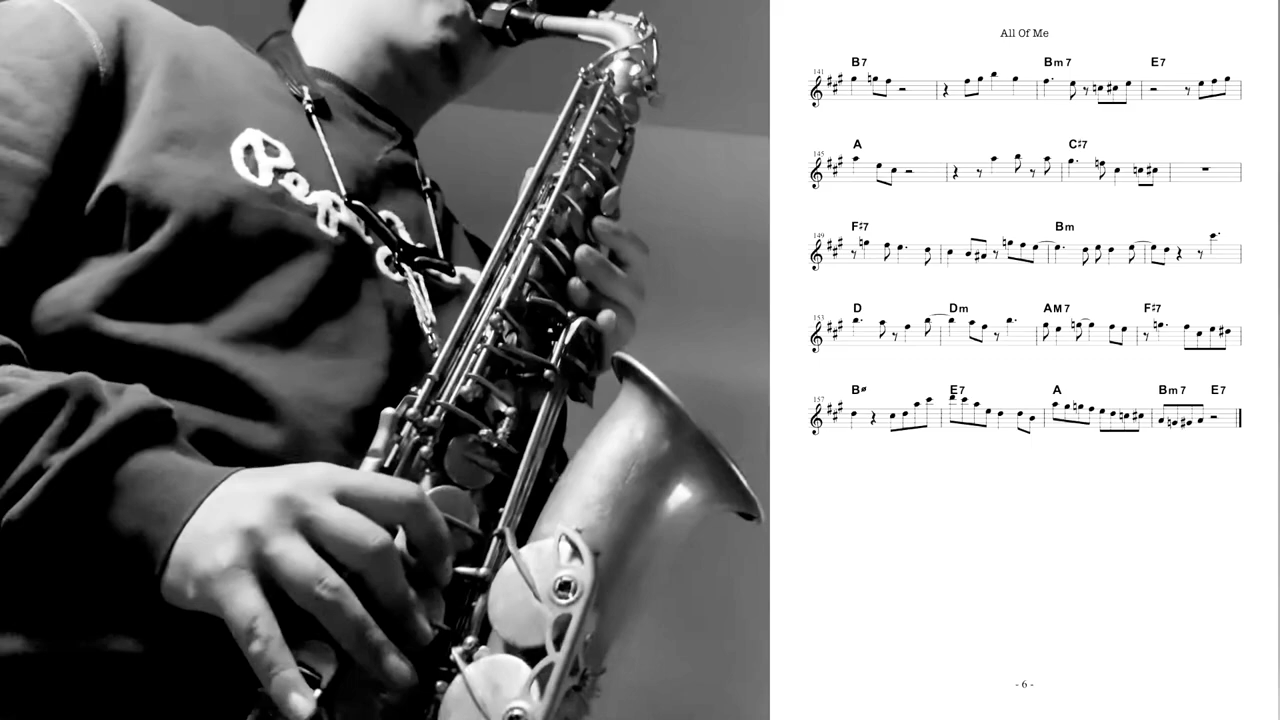 All Of Me
B7 Bm7 E7
141
A C♯7
145
F♯7 Bm
149
D Dm AM7 F♯7
153
Bø E7 A Bm7 E7
157
- 6 -